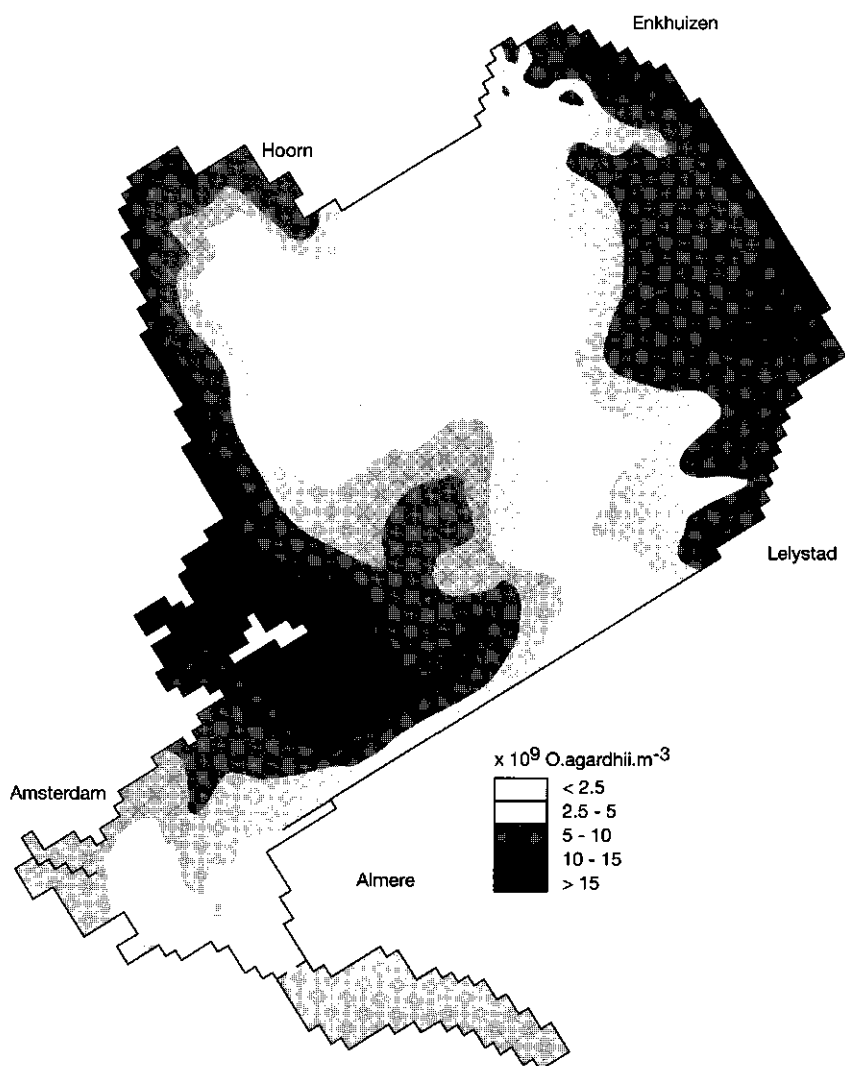 Enkhuizen
Hoorn
Lelystad
x 10⁹ O.agardhii.m⁻³
< 2.5
2.5 - 5
5 - 10
10 - 15
> 15
Amsterdam
Almere